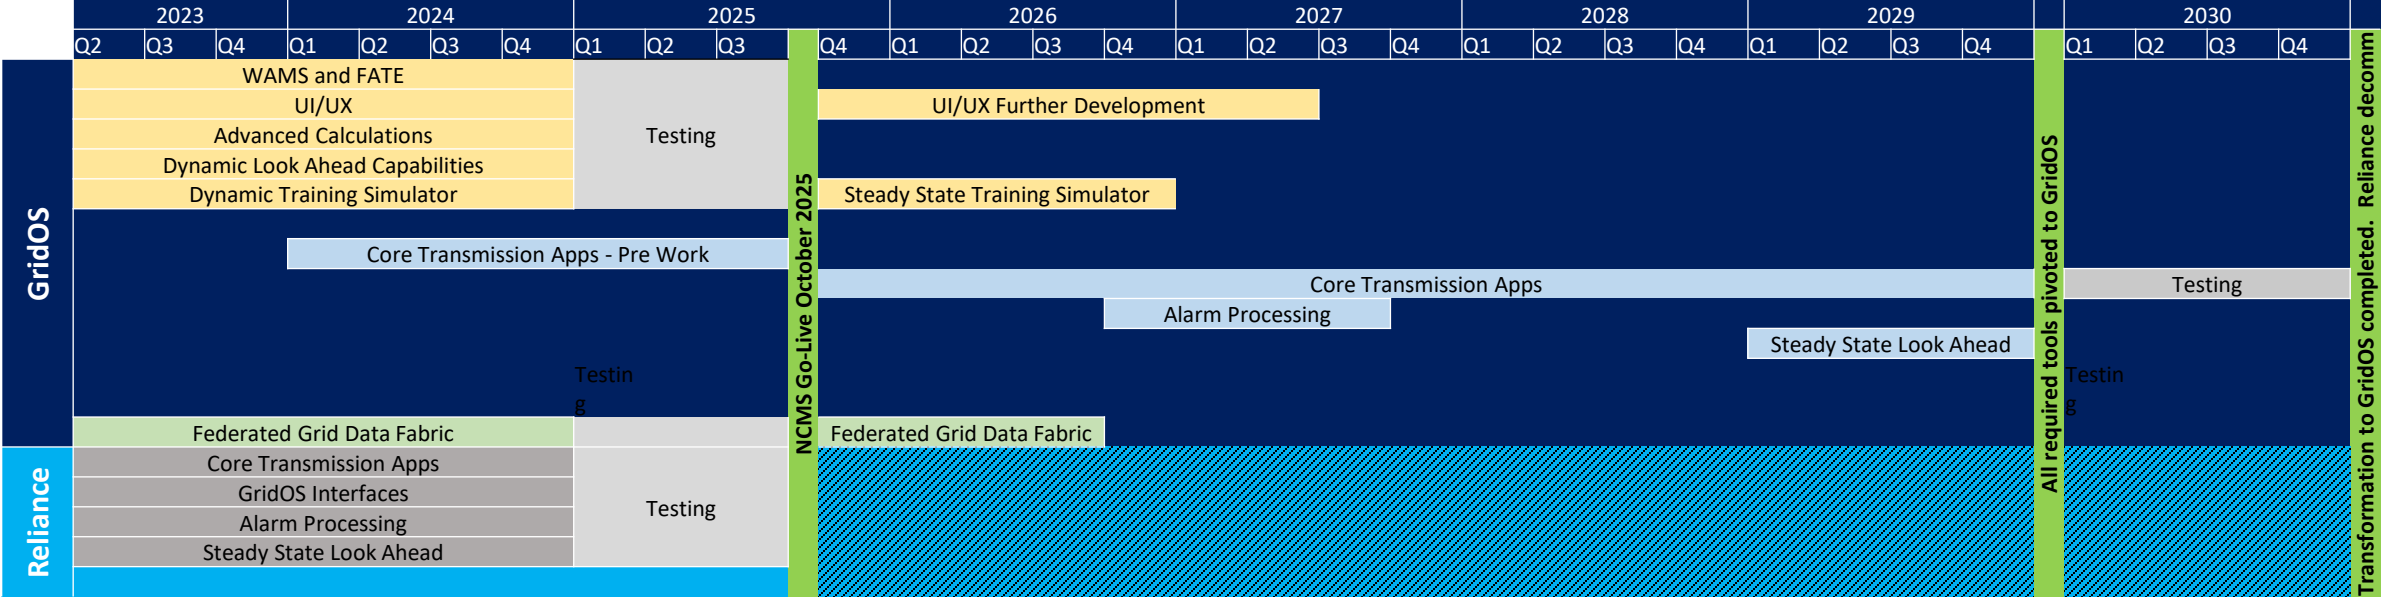 2023 2024 2025 2026 2027 2028 2029 2030
Q2 Q3 Q4 Q1 Q2 Q3 Q4 Q1 Q2 Q3 Q4 Q1 Q2 Q3 Q4 Q1 Q2 Q3 Q4 Q1 Q2 Q3 Q4 Q1 Q2 Q3 Q4 Q1 Q2 Q3 Q4
GridOS
WAMS and FATE
UI/UX
Advanced Calculations
Dynamic Look Ahead Capabilities
Dynamic Training Simulator
Testing
UI/UX Further Development
Steady State Training Simulator
Core Transmission Apps - Pre Work
Core Transmission Apps
Testing
Alarm Processing
Steady State Look Ahead
Testin
g
Testin
g
Federated Grid Data Fabric
Federated Grid Data Fabric
Reliance
Core Transmission Apps
GridOS Interfaces
Alarm Processing
Steady State Look Ahead
Testing
NCMS Go-Live October 2025
All required tools pivoted to GridOS
Transformation to GridOS completed. Reliance decomm